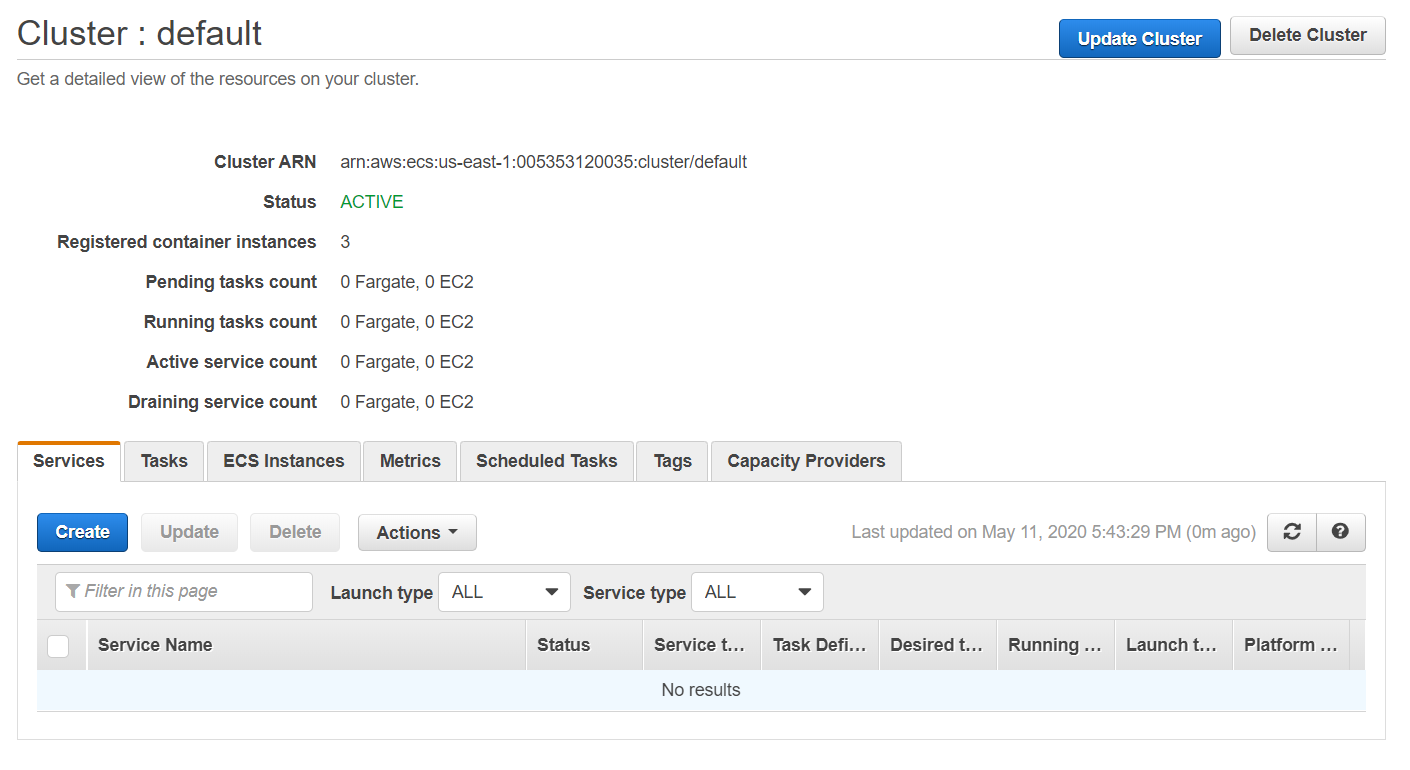 Cluster : default
Update Cluster
Delete Cluster
Get a detailed view of the resources on your cluster.
Cluster ARN arn:aws:ecs:us-east-1:005353120035:cluster/default
Status ACTIVE
Registered container instances 3
Pending tasks count 0 Fargate, 0 EC2
Running tasks count 0 Fargate, 0 EC2
Active service count 0 Fargate, 0 EC2
Draining service count 0 Fargate, 0 EC2
Services Tasks ECS Instances Metrics Scheduled Tasks Tags Capacity Providers
Create Update Delete Actions Last updated on May 11, 2020 5:43:29 PM (0m ago)
Filter in this page Launch type ALL Service type ALL
Service Name Status Service t... Task Defi... Desired t... Running ... Launch t... Platform ...
No results